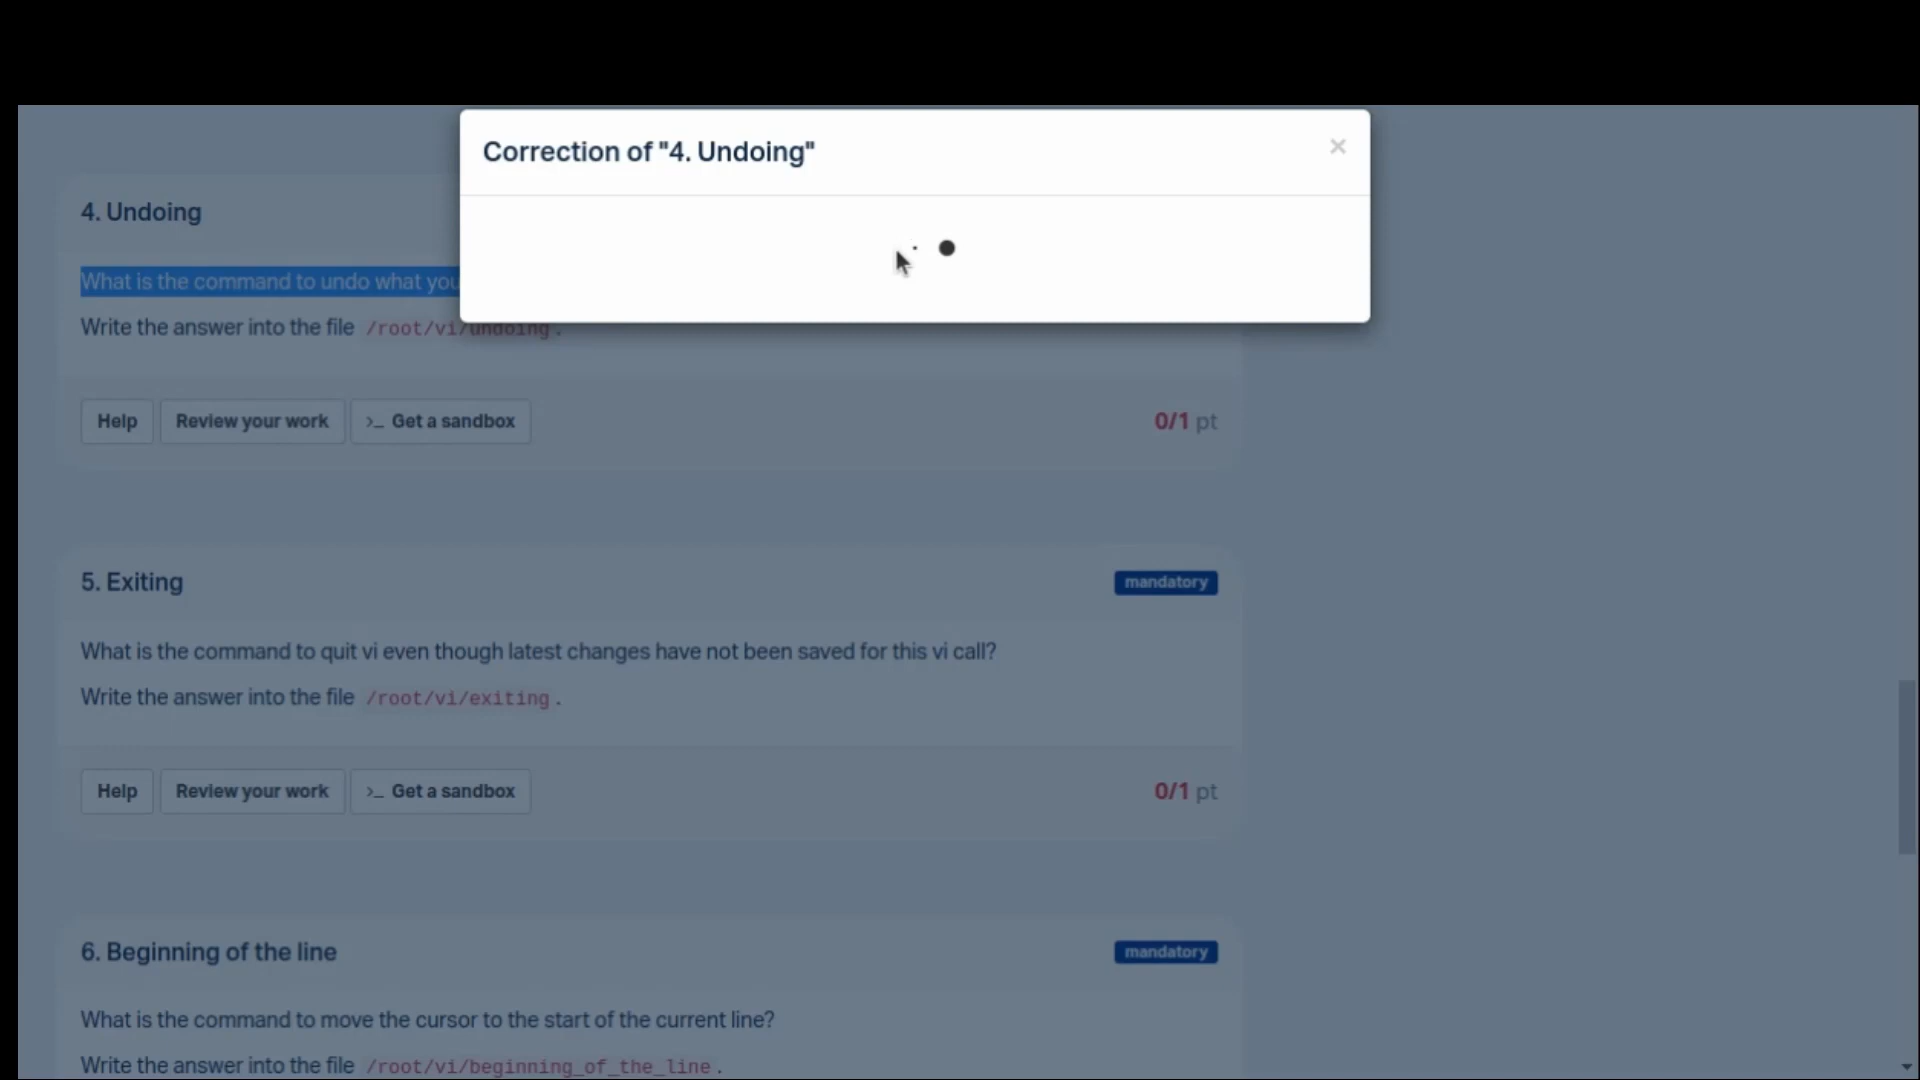 Correction of "4. Undoing"
×
4. Undoing
What is the command to undo what you
Write the answer into the file /root/vi/undoing.
Help
Review your work
>_ Get a sandbox
0/1 pt
5. Exiting
mandatory
What is the command to quit vi even though latest changes have not been saved for this vi call?
Write the answer into the file /root/vi/exiting.
Help
Review your work
>_ Get a sandbox
0/1 pt
6. Beginning of the line
mandatory
What is the command to move the cursor to the start of the current line?
Write the answer into the file /root/vi/beginning_of_the_line.